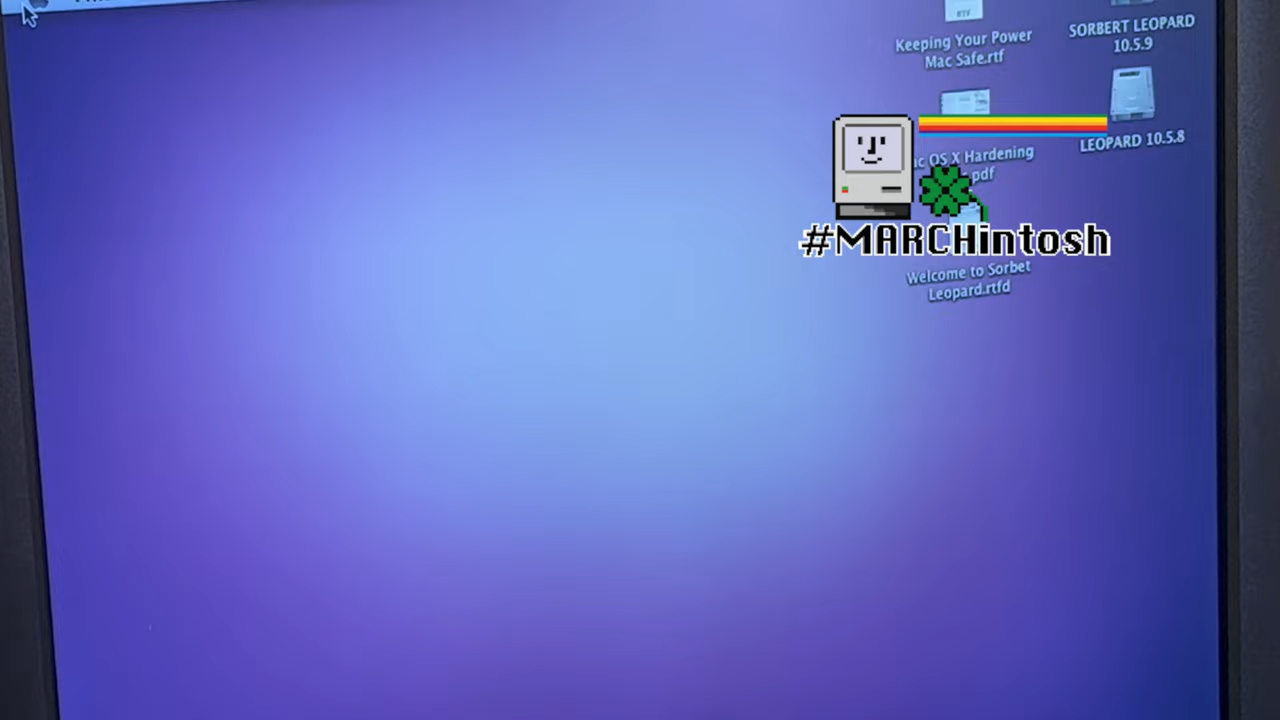 RTF
Keeping Your Power
Mac Safe.rtf
SORBERT LEOPARD
10.5.9
LEOPARD 10.5.8
OS X Hardening
.pdf
#MARCHintosh
Welcome to Sorbet
Leopard.rtfd